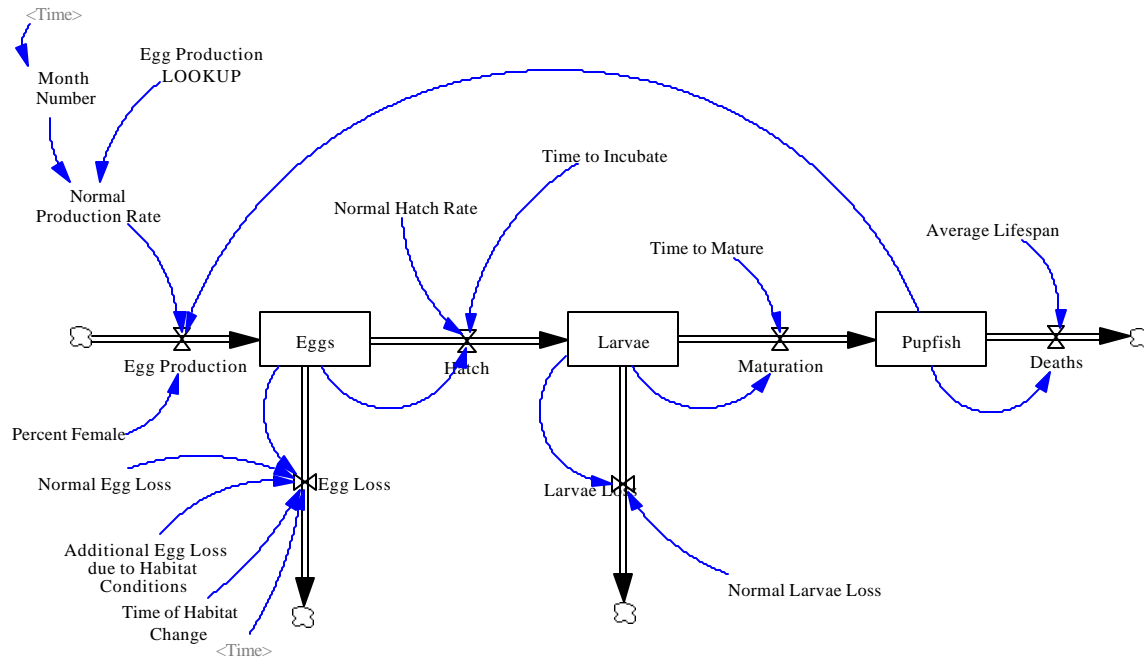 <Time>
Egg Production
LOOKUP
Month
Number
Time to Incubate
Normal
Production Rate
Normal Hatch Rate
Average Lifespan
Time to Mature
Eggs
Larvae
Pupfish
Egg Production
Hatch
Maturation
Deaths
Percent Female
Normal Egg Loss
Egg Loss
Larvae Loss
Additional Egg Loss
due to Habitat
Conditions
Normal Larvae Loss
Time of Habitat
Change
<Time>